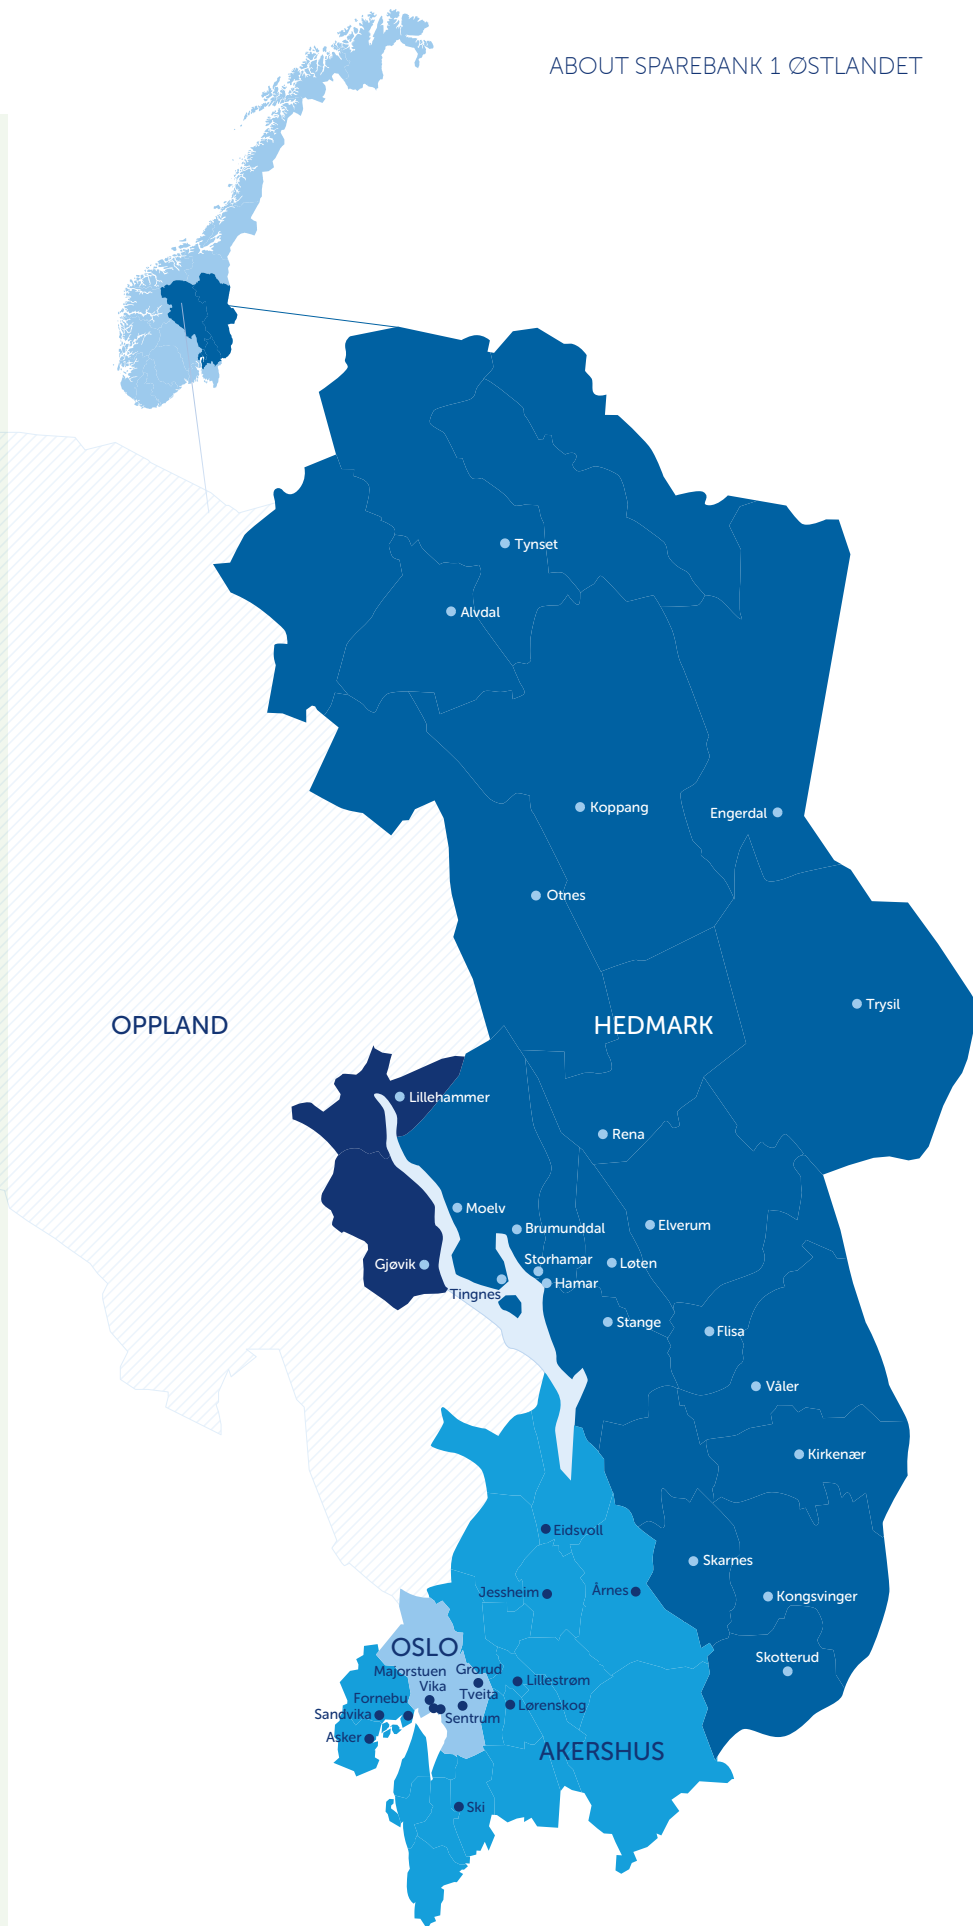 ABOUT SPAREBANK 1 ØSTLANDET
Tynset
Alvdal
Koppang
Engerdal
Otnes
Trysil
OPPLAND
HEDMARK
Lillehammer
Rena
Moelv
Brumunddal
Elverum
Storhamar
Løten
Gjøvik
Hamar
Tingnes
Stange
Flisa
Våler
Kirkenær
Eidsvoll
Skarnes
Jessheim
Årnes
Kongsvinger
OSLO
Skotterud
Majorstuen
Grorud
Vika
Lillestrøm
Tveita
Fornebu
Lørenskog
Sandvika
Sentrum
Asker
AKERSHUS
Ski